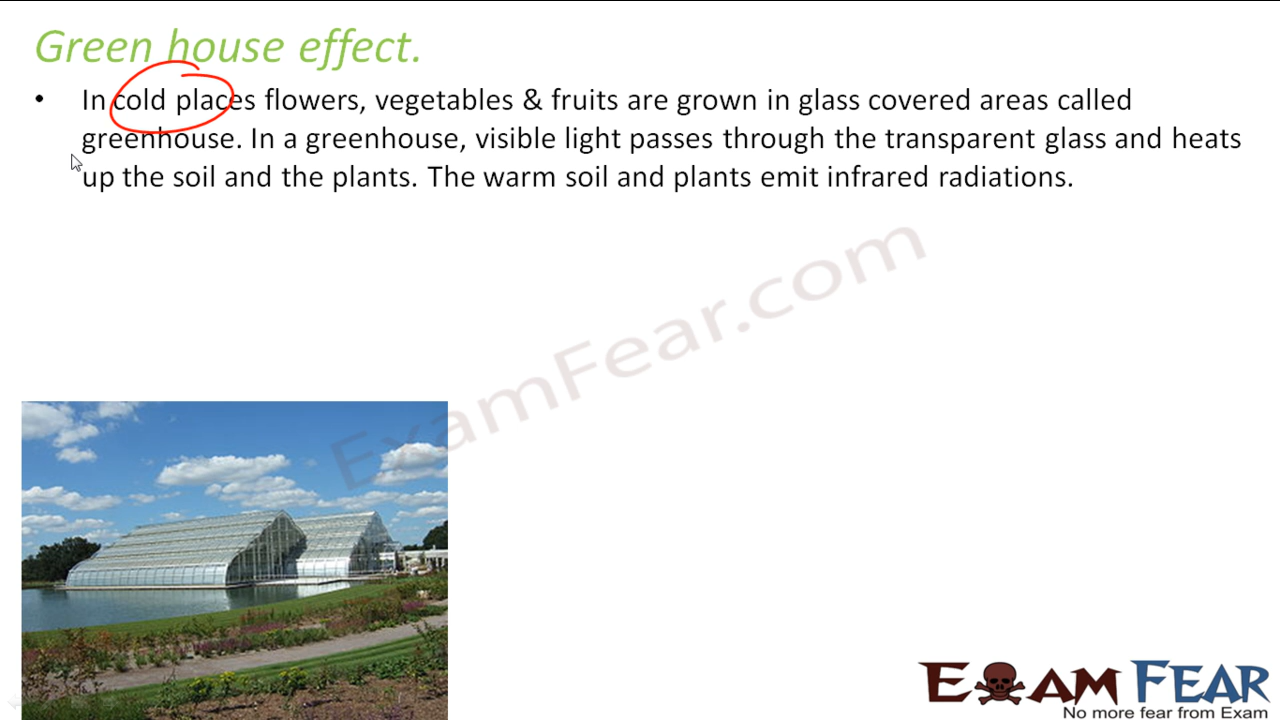 Green house effect.
• In cold places flowers, vegetables & fruits are grown in glass covered areas called
greenhouse. In a greenhouse, visible light passes through the transparent glass and heats
up the soil and the plants. The warm soil and plants emit infrared radiations.
ExamFear.com
EXAM FEAR
No more fear from Exam